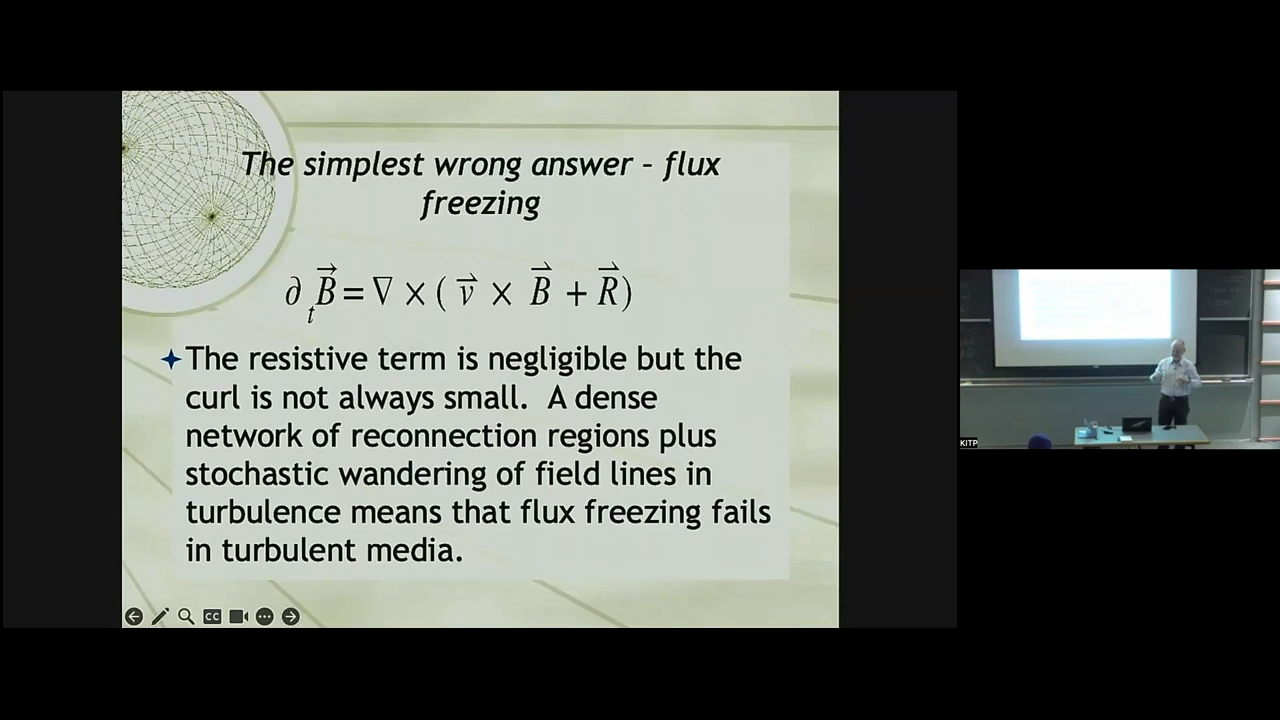 The simplest wrong answer – flux
freezing
∂ₜB⃗ = ∇ × ( v⃗ × B⃗ + R⃗)
The resistive term is negligible but the
curl is not always small. A dense
network of reconnection regions plus
stochastic wandering of field lines in
turbulence means that flux freezing fails
in turbulent media.
CC
KITP